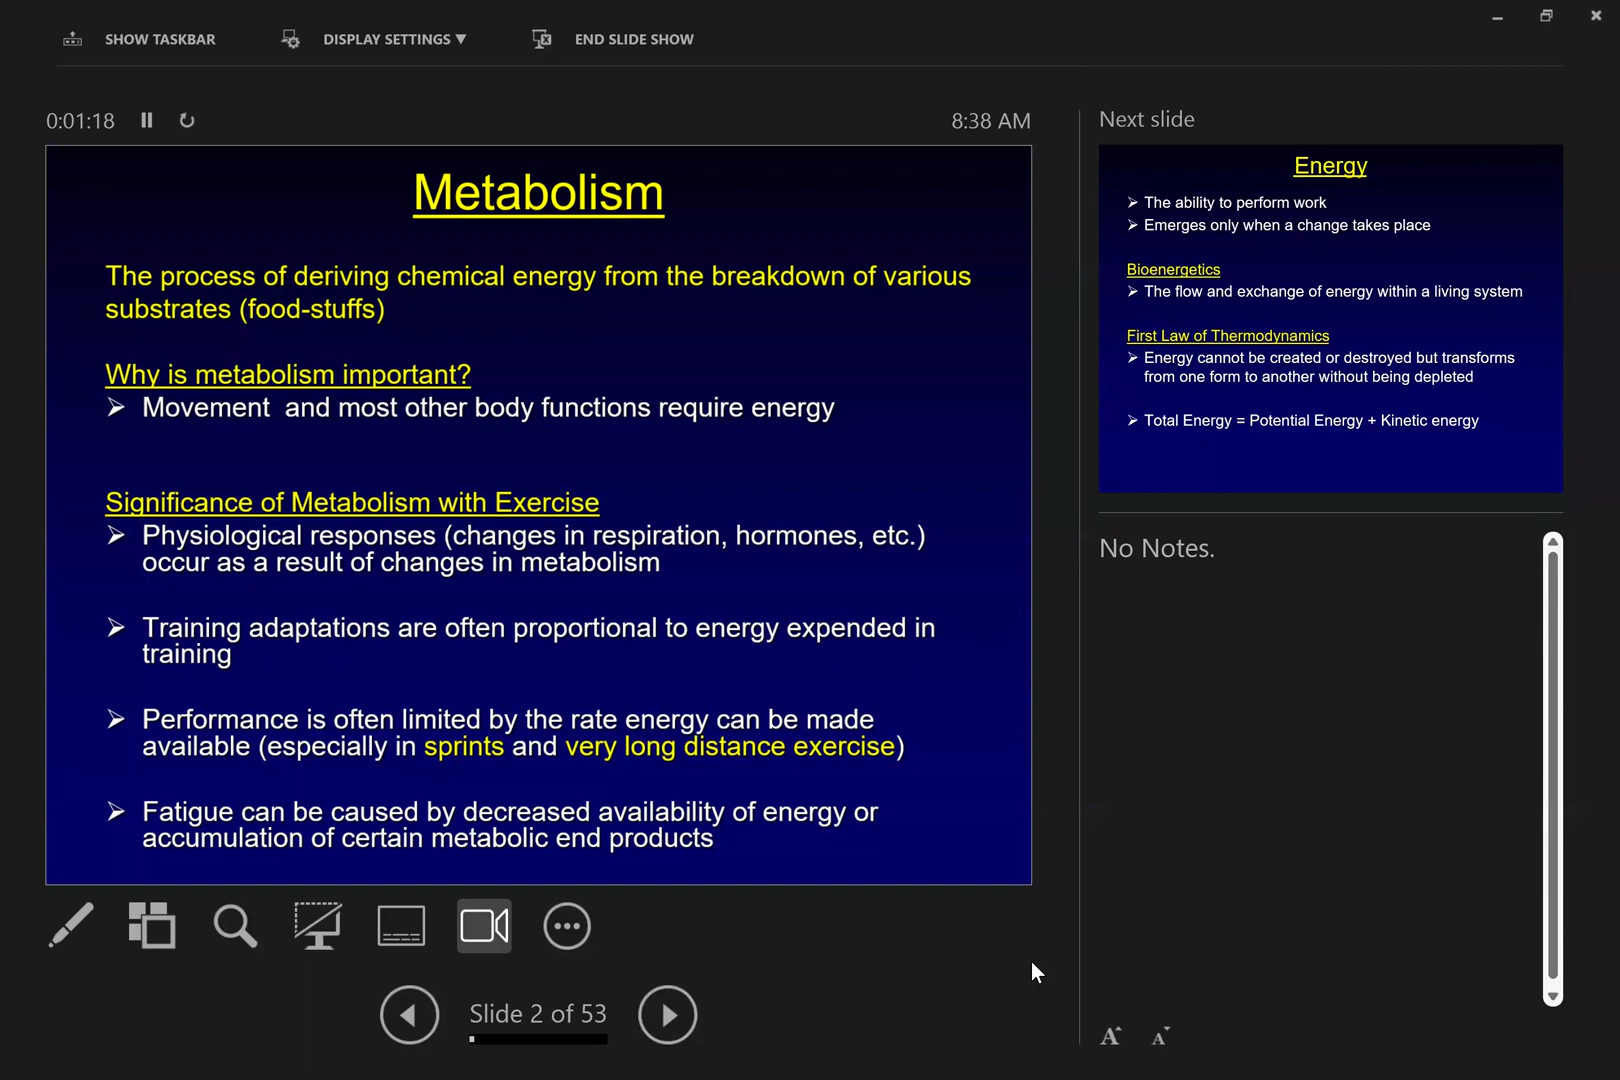 SHOW TASKBAR
DISPLAY SETTINGS ▼
END SLIDE SHOW
0:01:18
8:38 AM
Metabolism
The process of deriving chemical energy from the breakdown of various
substrates (food-stuffs)
Why is metabolism important?
➢ Movement and most other body functions require energy
Significance of Metabolism with Exercise
➢ Physiological responses (changes in respiration, hormones, etc.)
occur as a result of changes in metabolism
➢ Training adaptations are often proportional to energy expended in
training
➢ Performance is often limited by the rate energy can be made
available (especially in sprints and very long distance exercise)
➢ Fatigue can be caused by decreased availability of energy or
accumulation of certain metabolic end products
Slide 2 of 53
Next slide
Energy
➢ The ability to perform work
➢ Emerges only when a change takes place
Bioenergetics
➢ The flow and exchange of energy within a living system
First Law of Thermodynamics
➢ Energy cannot be created or destroyed but transforms
from one form to another without being depleted
➢ Total Energy = Potential Energy + Kinetic energy
No Notes.
A A